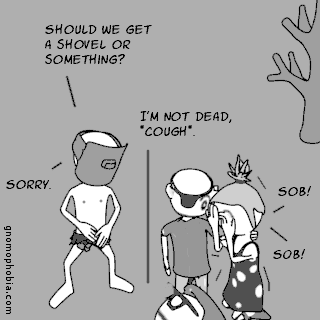 SHOULD WE GET
A SHOVEL OR
SOMETHING?
I'M NOT DEAD,
*COUGH*.
SORRY.
SOB!
SOB!
gnomophobia.com